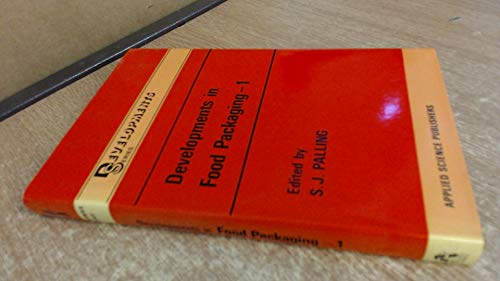 DEVELOPMENTS
SERIES
Developments in
Food Packaging-1
Edited by
S.J. PALLING
APPLIED SCIENCE PUBLISHERS
Food Packaging - 1